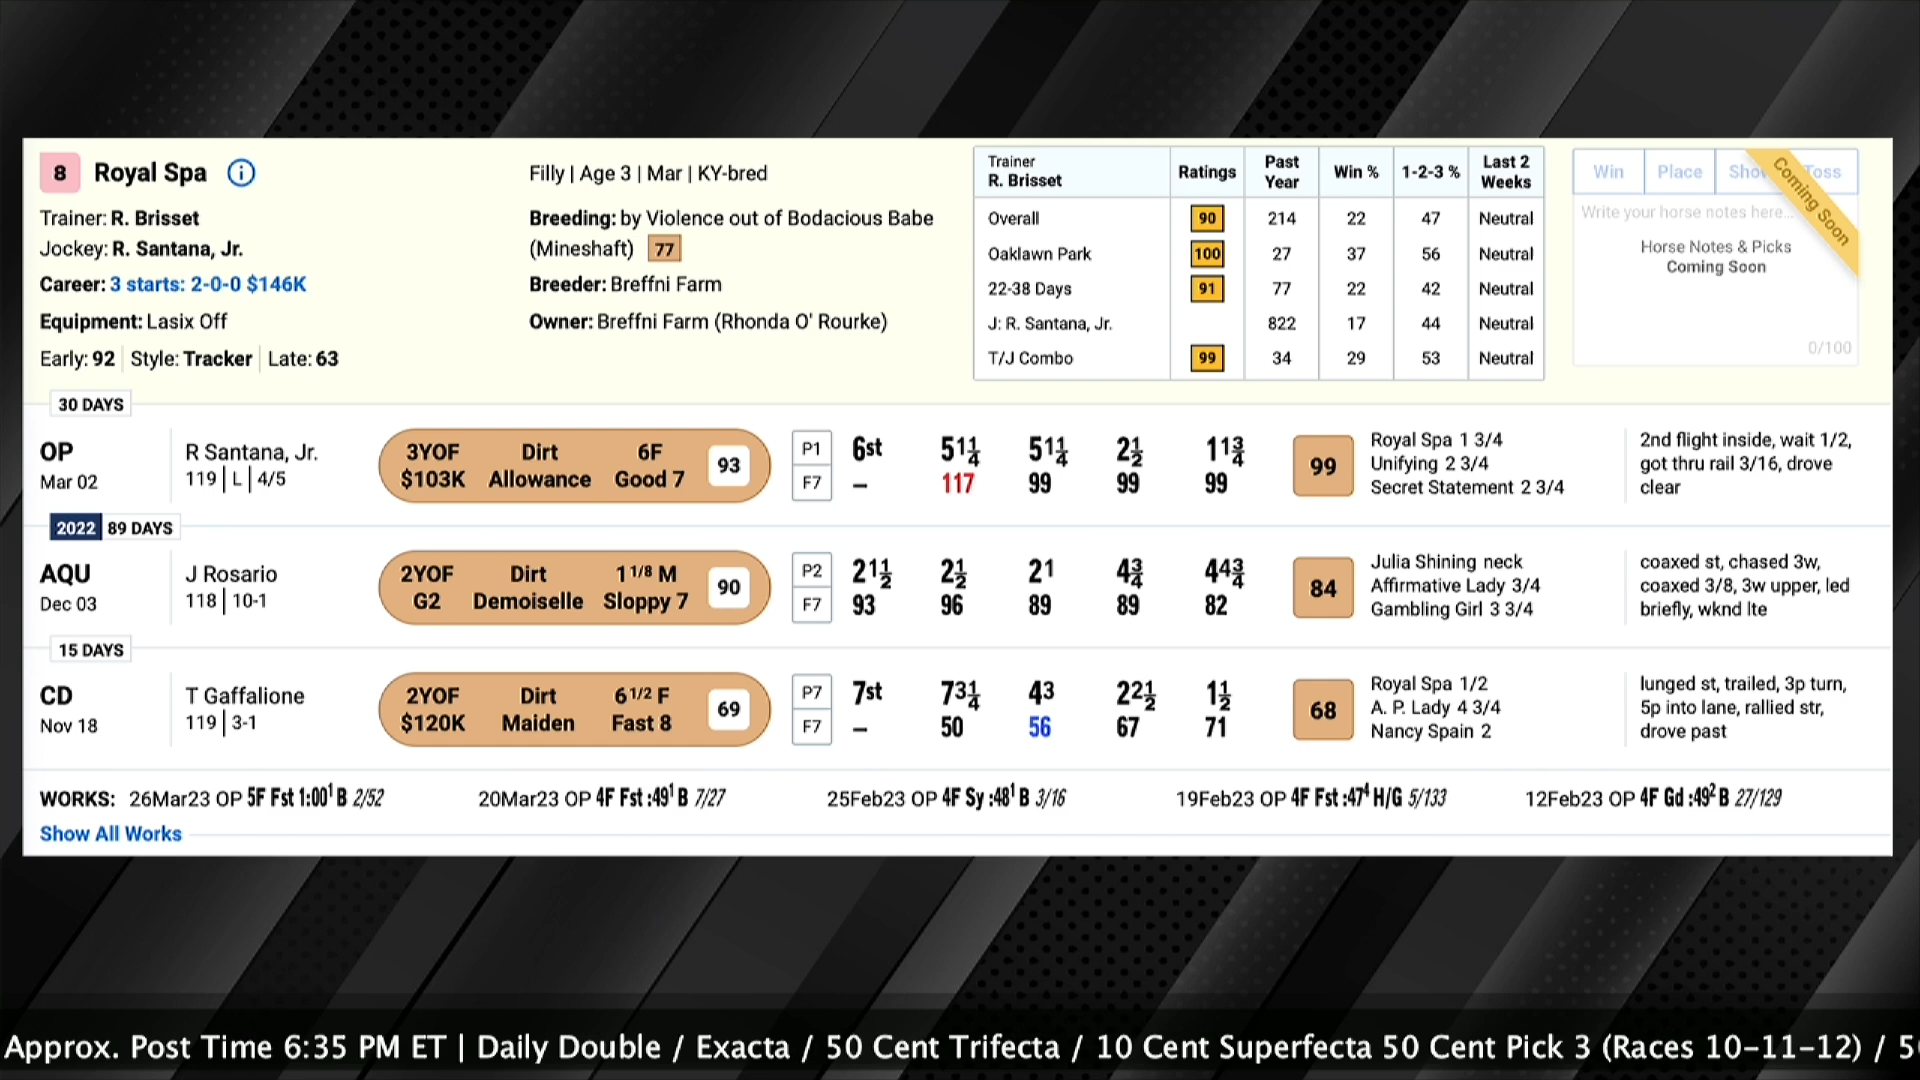 8 Royal Spa i
Filly | Age 3 | Mar | KY-bred
Trainer: R. Brisset
Jockey: R. Santana, Jr.
Career: 3 starts: 2-0-0 $146K
Equipment: Lasix Off
Early: 92 | Style: Tracker | Late: 63
Breeding: by Violence out of Bodacious Babe
(Mineshaft) 77
Breeder: Breffni Farm
Owner: Breffni Farm (Rhonda O' Rourke)
Trainer R. Brisset Ratings Past Year Win % 1-2-3 % Last 2 Weeks
Overall 90 214 22 47 Neutral
Oaklawn Park 100 27 37 56 Neutral
22-38 Days 91 77 22 42 Neutral
J: R. Santana, Jr. 822 17 44 Neutral
T/J Combo 99 34 29 53 Neutral
Win Place Show Toss
Coming Soon
Write your horse notes here...
Horse Notes & Picks
Coming Soon
0/100
30 DAYS
OP R Santana, Jr. 3YOF Dirt 6F 93 P1 6st 5 1 1/4 5 1 1/4 2 1/2 1 1 3/4 99 Royal Spa 1 3/4 2nd flight inside, wait 1/2,
Unifying 2 3/4 got thru rail 3/16, drove
Mar 02 119 | L | 4/5 $103K Allowance Good 7 F7 – 117 99 99 99 Secret Statement 2 3/4 clear
2022 89 DAYS
AQU J Rosario 2YOF Dirt 1 1/8 M 90 P2 2 1 1/2 2 1/2 2 1 4 3/4 4 4 3/4 84 Julia Shining neck coaxed st, chased 3w,
Affirmative Lady 3/4 coaxed 3/8, 3w upper, led
Dec 03 118 | 10-1 G2 Demoiselle Sloppy 7 F7 93 96 89 89 82 Gambling Girl 3 3/4 briefly, wknd lte
15 DAYS
CD T Gaffalione 2YOF Dirt 6 1/2 F 69 P7 7st 7 3 1/4 4 3 2 2 1/2 1 1/2 68 Royal Spa 1/2 lunged st, trailed, 3p turn,
A. P. Lady 4 3/4 5p into lane, rallied str,
Nov 18 119 | 3-1 $120K Maiden Fast 8 F7 – 50 56 67 71 Nancy Spain 2 drove past
WORKS: 26Mar23 OP 5F Fst 1:00¹ B 2/52 20Mar23 OP 4F Fst :49¹ B 7/27 25Feb23 OP 4F Sy :48¹ B 3/16 19Feb23 OP 4F Fst :47⁴ H/G 5/133 12Feb23 OP 4F Gd :49² B 27/129
Show All Works
Approx. Post Time 6:35 PM ET | Daily Double / Exacta / 50 Cent Trifecta / 10 Cent Superfecta 50 Cent Pick 3 (Races 10-11-12) /